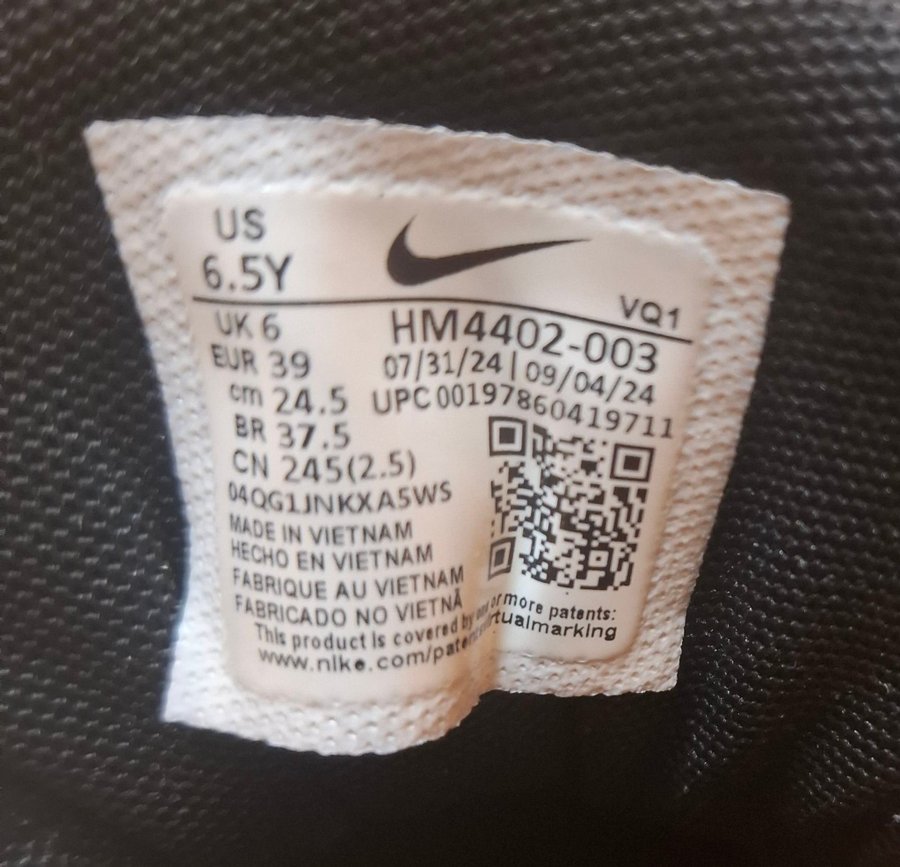 US
6.5Y
VQ1
UK 6
HM4402-003
EUR 39
07/31/24 | 09/04/24
cm 24.5
UPC 00197860419711
BR 37.5
CN 245(2.5)
04QG1JNKXA5WS
MADE IN VIETNAM
HECHO EN VIETNAM
FABRIQUE AU VIETNAM
FABRICADO NO VIETNÃ
This product is covered by or more patents:
www.nike.com/